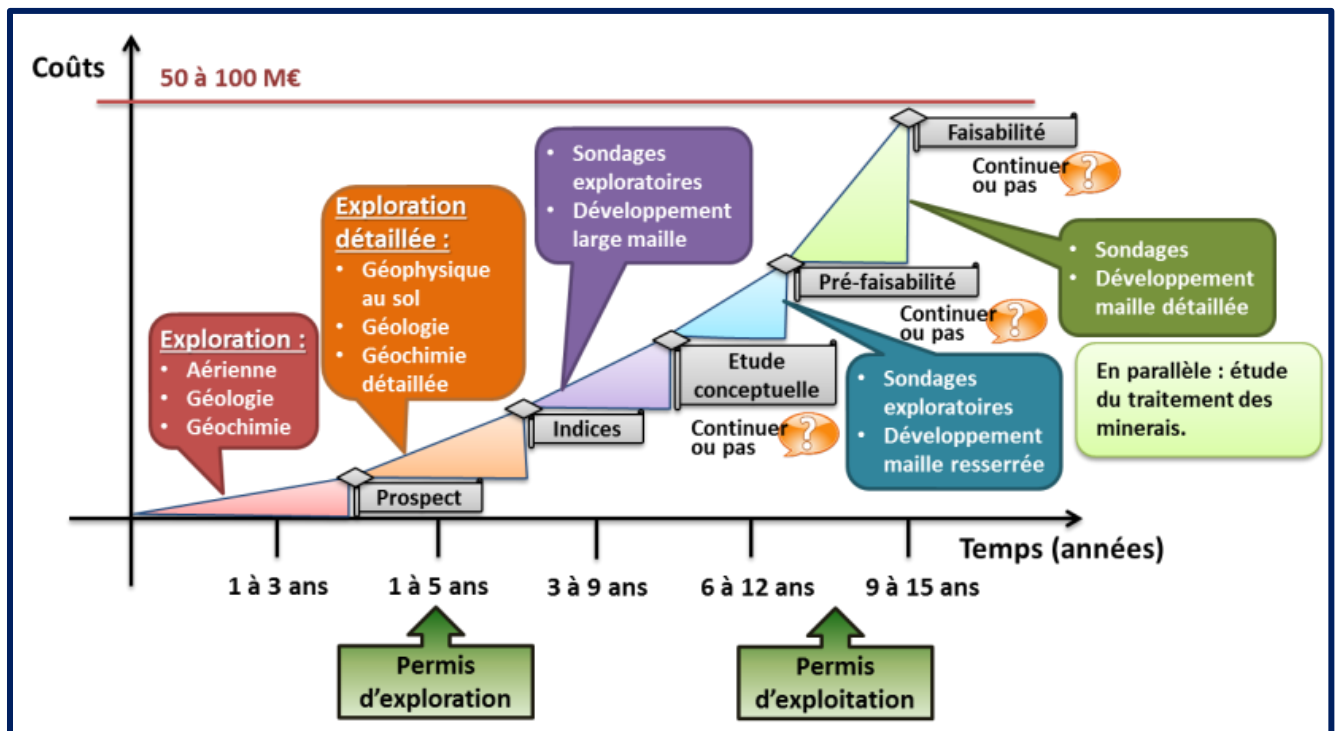 Coûts
50 à 100 M€
Exploration :
• Aérienne
• Géologie
• Géochimie
Exploration
détaillée :
• Géophysique
au sol
• Géologie
• Géochimie
détaillée
• Sondages
exploratoires
• Développement
large maille
Prospect
Indices
Etude
conceptuelle
Continuer
ou pas
?
Pré-faisabilité
Continuer
ou pas
?
Faisabilité
Continuer
ou pas
?
• Sondages
exploratoires
• Développement
maille resserrée
• Sondages
• Développement
maille détaillée
En parallèle : étude
du traitement des
minerais.
Temps (années)
1 à 3 ans
1 à 5 ans
3 à 9 ans
6 à 12 ans
9 à 15 ans
Permis
d'exploration
Permis
d'exploitation